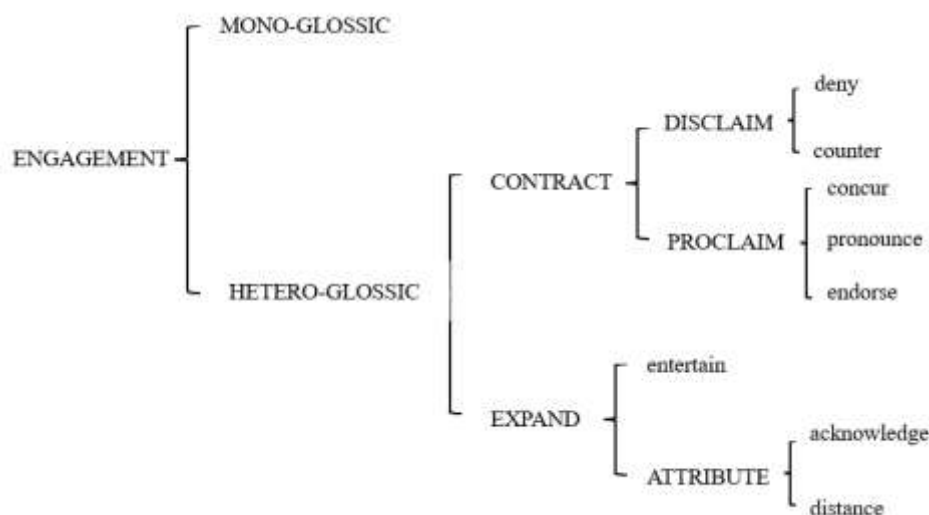 MONO-GLOSSIC
deny
DISCLAIM
ENGAGEMENT
counter
CONTRACT
concur
PROCLAIM
pronounce
HETERO-GLOSSIC
endorse
entertain
EXPAND
acknowledge
ATTRIBUTE
distance